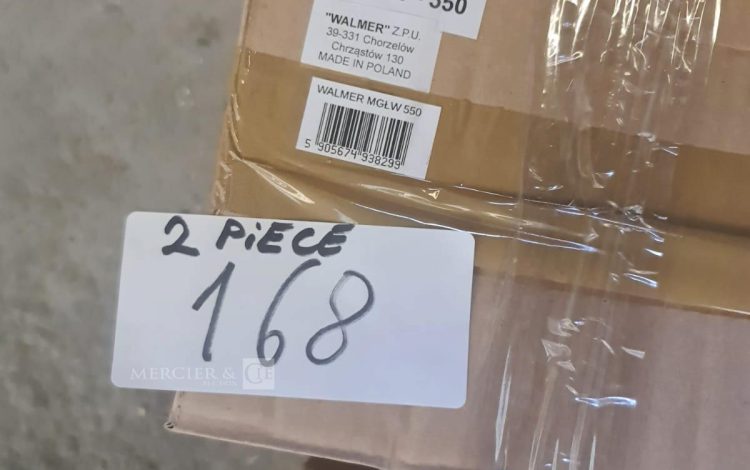 550
"WALMER" Z.P.U.
39-331 Chorzelów
Chrząstów 130
MADE IN POLAND
WALMER MGŁW 550
5 905674 938299
2 PiECE
168
MERCIER & CIE